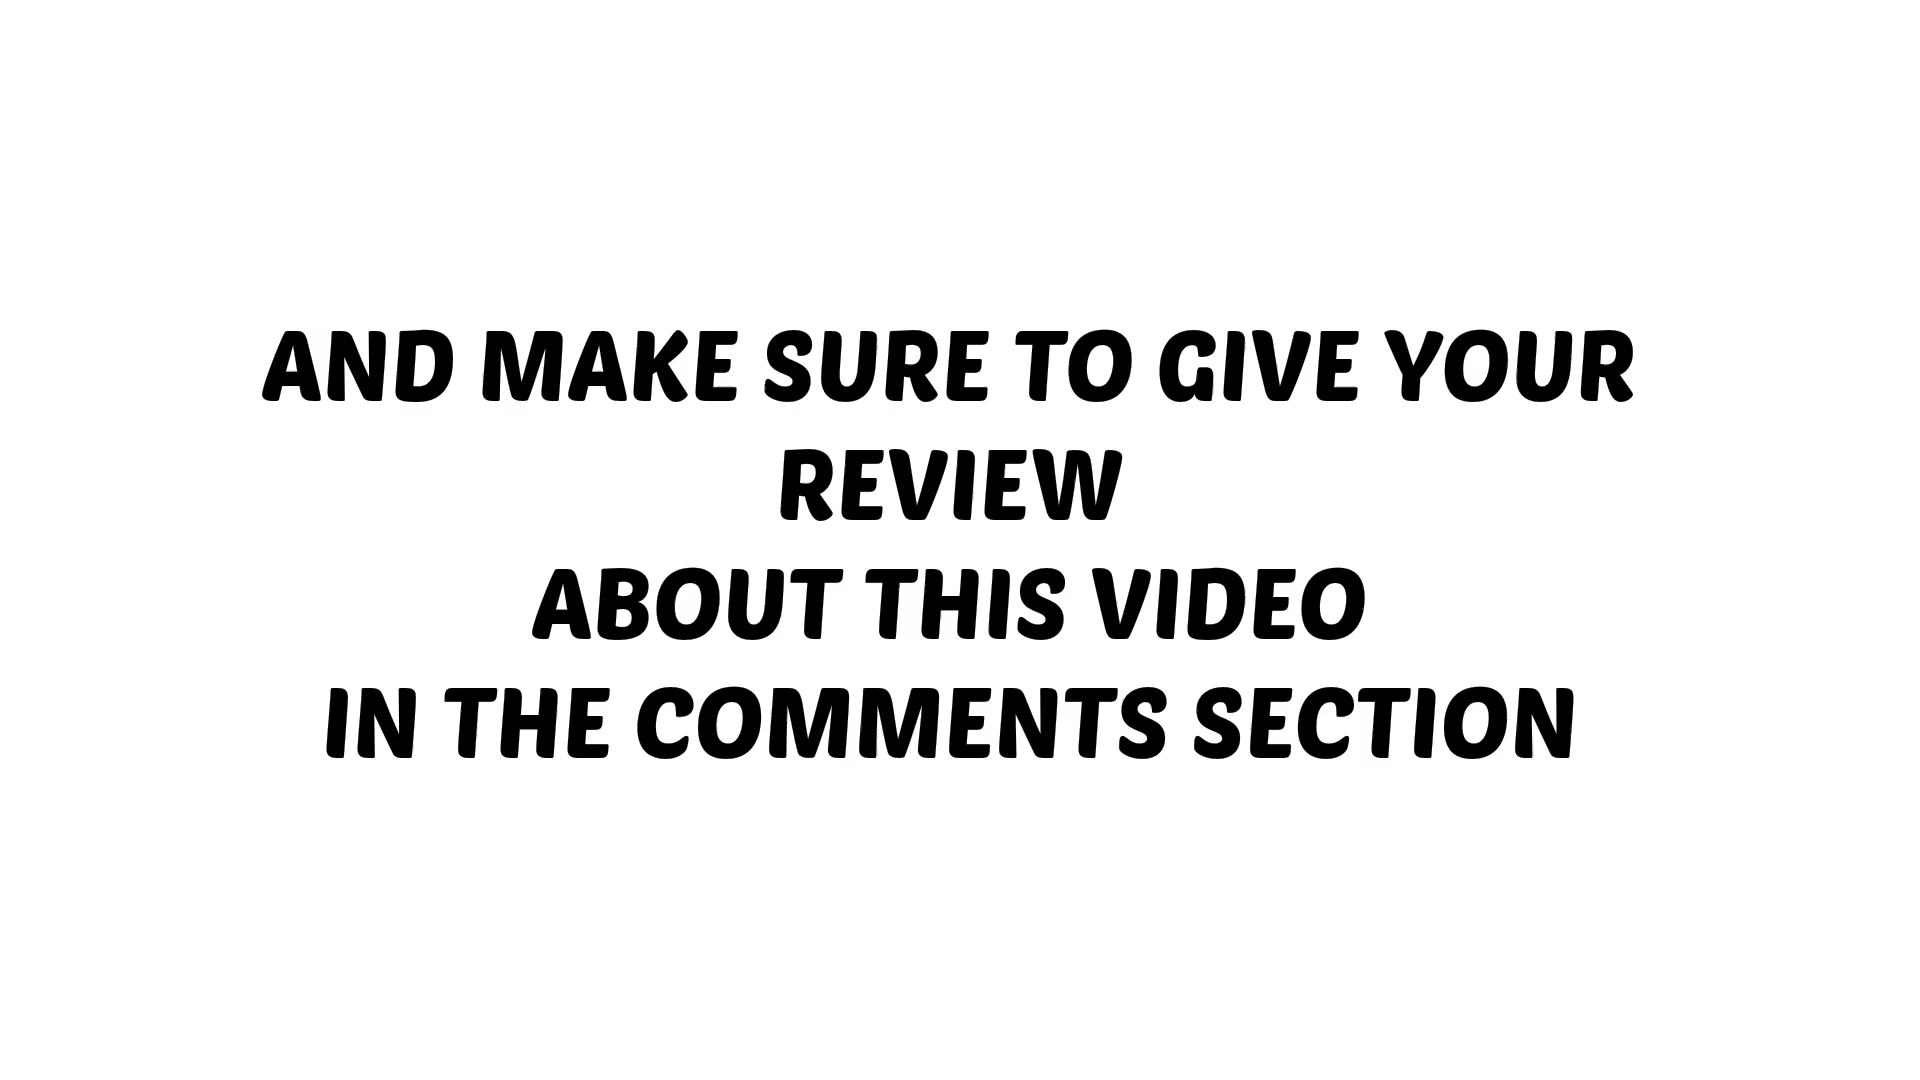 AND MAKE SURE TO GIVE YOUR
REVIEW
ABOUT THIS VIDEO
IN THE COMMENTS SECTION